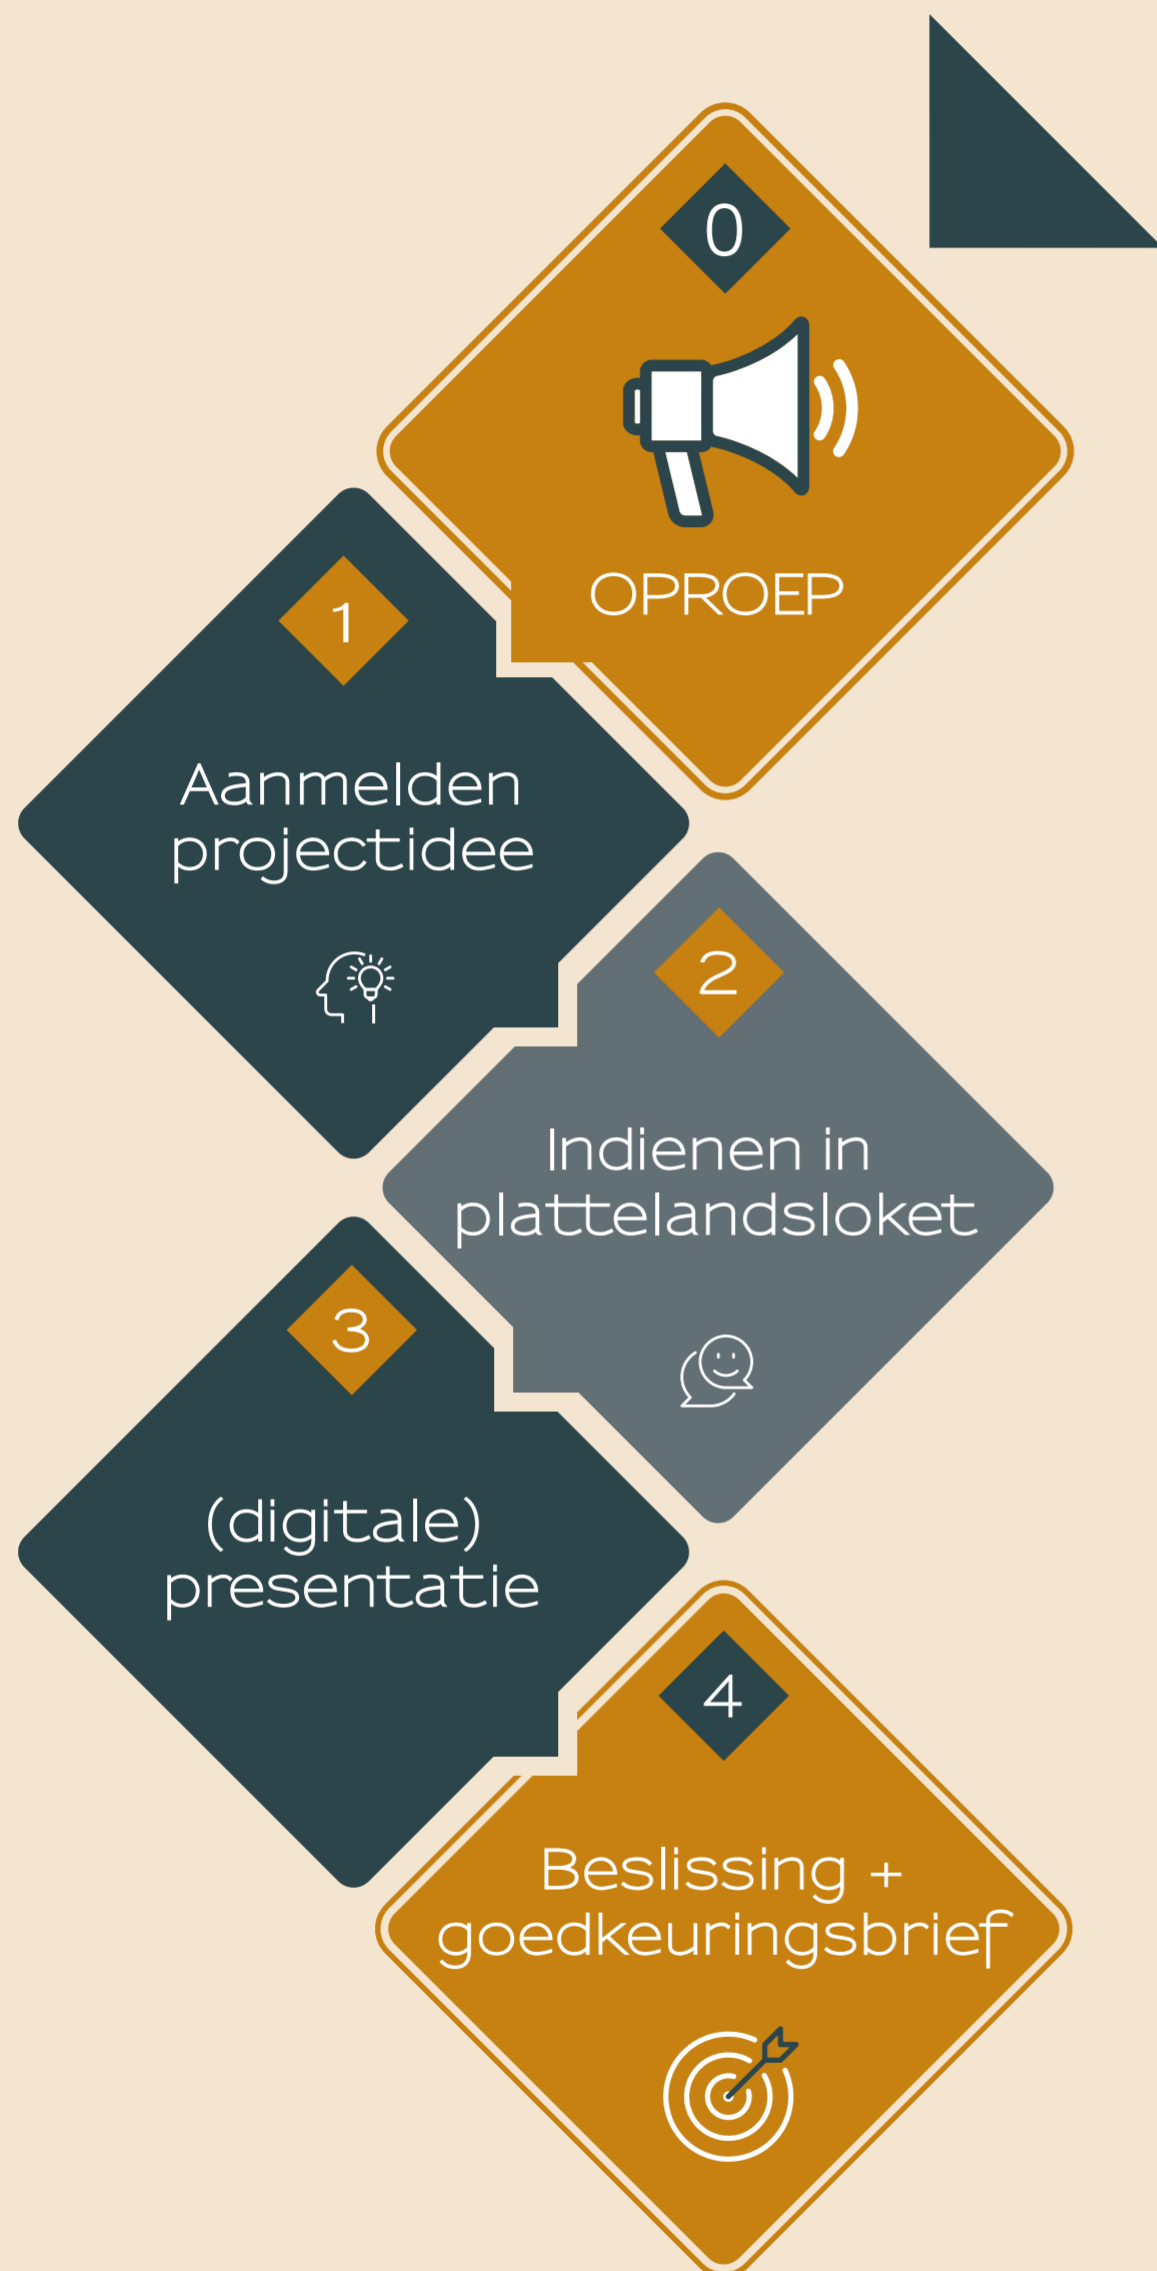 0
OPROEP
1
Aanmelden
projectidee
2
Indienen in
plattelandsloket
3
(digitale)
presentatie
4
Beslissing +
goedkeuringsbrief